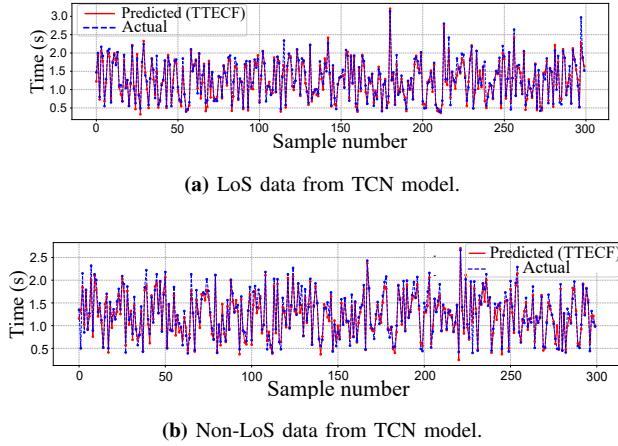 Predicted (TTECF)
Actual
Time (s)
3.0
2.5
2.0
1.5
1.0
0.5
0 50 100 150 200 250 300
Sample number
(a) LoS data from TCN model.
Predicted (TTECF)
Actual
Time (s)
2.5
2.0
1.5
1.0
0.5
0 50 100 150 200 250 300
Sample number
(b) Non-LoS data from TCN model.